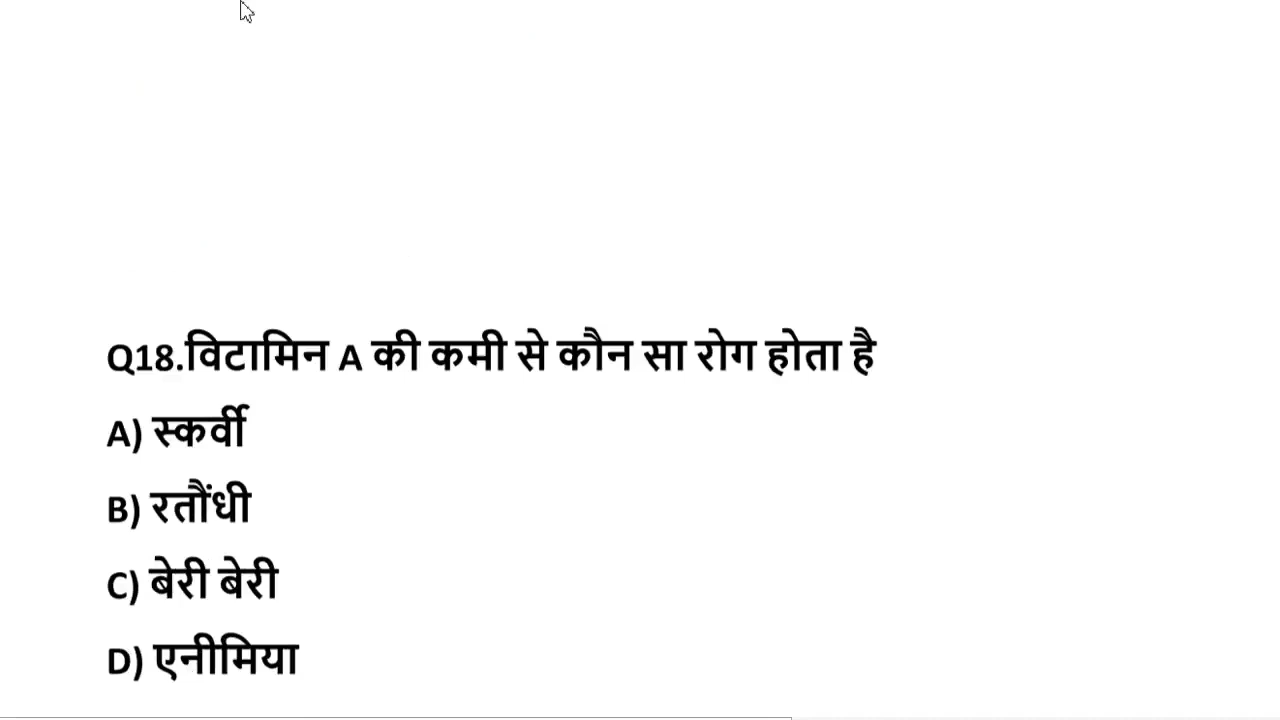 Q18.विटामिन A की कमी से कौन सा रोग होता है
A) स्कर्वी
B) रतौंधी
C) बेरी बेरी
D) एनीमिया